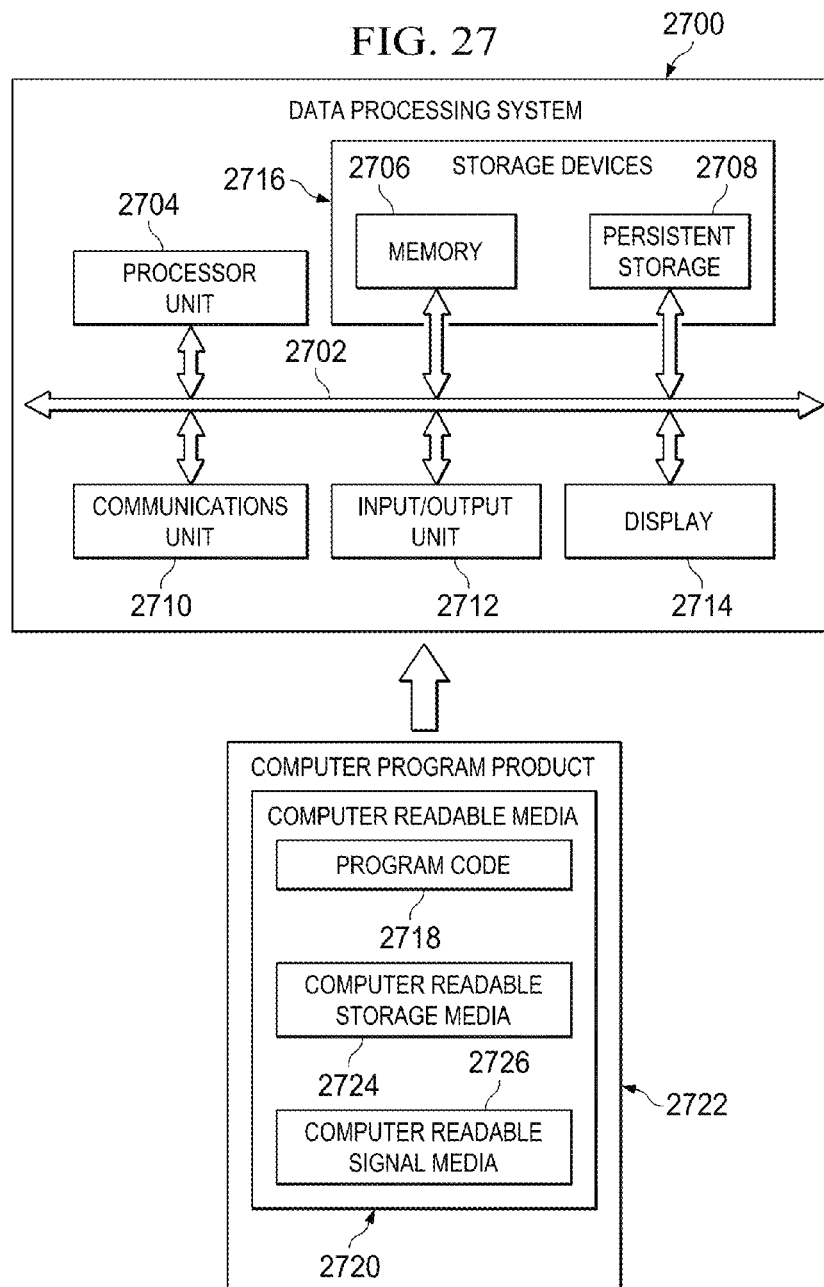 FIG. 27
2700
DATA PROCESSING SYSTEM
2716
2706
STORAGE DEVICES
2708
2704
MEMORY
PERSISTENT
STORAGE
PROCESSOR
UNIT
2702
COMMUNICATIONS
UNIT
INPUT/OUTPUT
UNIT
DISPLAY
2710
2712
2714
COMPUTER PROGRAM PRODUCT
COMPUTER READABLE MEDIA
PROGRAM CODE
2718
COMPUTER READABLE
STORAGE MEDIA
2724
2726
2722
COMPUTER READABLE
SIGNAL MEDIA
2720